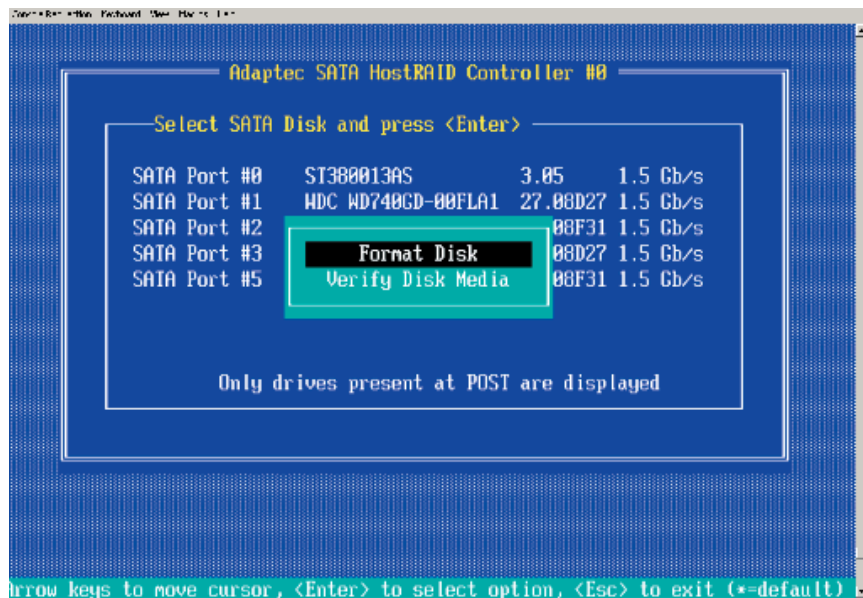 Adaptec SATA HostRAID Controller #0
Select SATA Disk and press <Enter>
SATA Port #0 ST380013AS 3.05 1.5 Gb/s
SATA Port #1 WDC WD740GD-00FLA1 27.08D27 1.5 Gb/s
SATA Port #2 08F31 1.5 Gb/s
SATA Port #3 08D27 1.5 Gb/s
SATA Port #5 08F31 1.5 Gb/s
Format Disk
Verify Disk Media
Only drives present at POST are displayed
Arrow keys to move cursor, <Enter> to select option, <Esc> to exit (*=default)